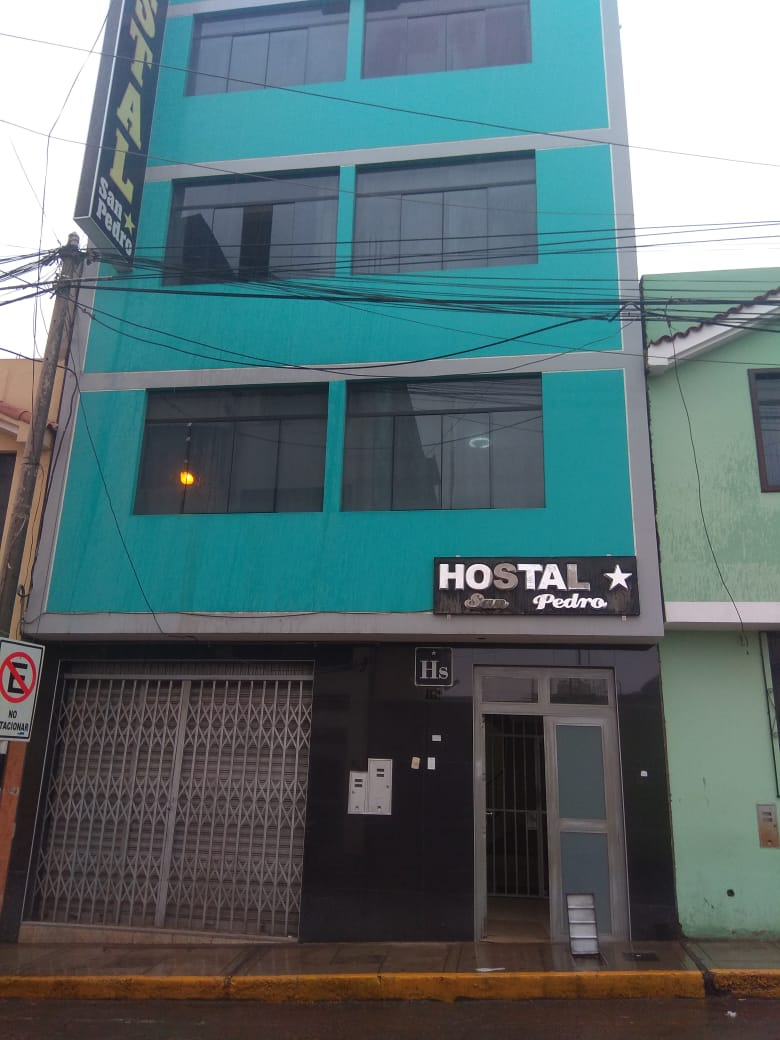 STAL
San
Pedro
HOSTAL
San Pedro
Hs
E
NO
TACIONAR